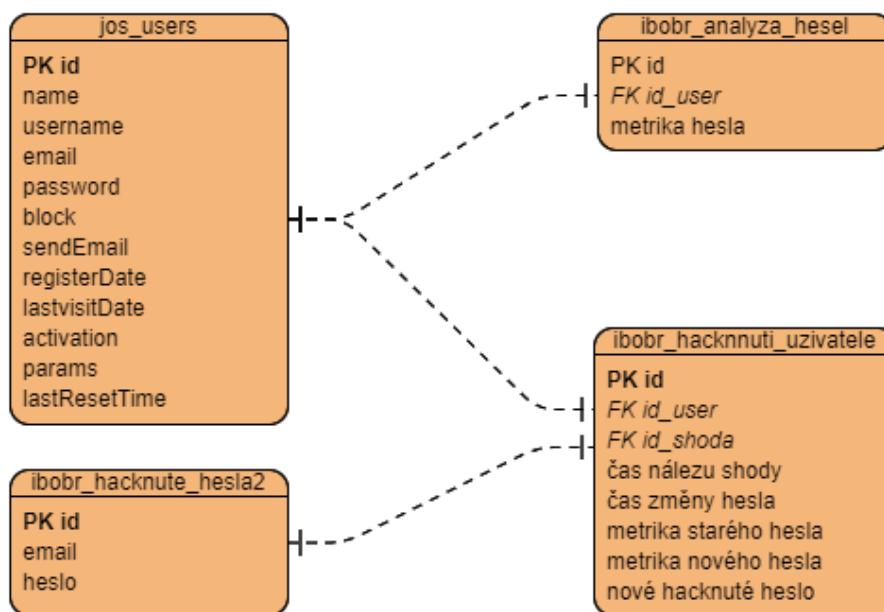 jos_users
PK id
name
username
email
password
block
sendEmail
registerDate
lastvisitDate
activation
params
lastResetTime
ibobr_analyza_hesel
PK id
FK id_user
metrika hesla
ibobr_hacknute_hesla2
PK id
email
heslo
ibobr_hacknnuti_uzivatele
PK id
FK id_user
FK id_shoda
čas nálezu shody
čas změny hesla
metrika starého hesla
metrika nového hesla
nové hacknuté heslo